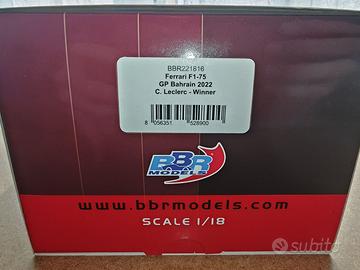 BBR221816
Ferrari F1-75
GP Bahrain 2022
C. Leclerc - Winner
8 056351 528900
BBR
MODELS
www.bbrmodels.com
SCALE 1/18
subito